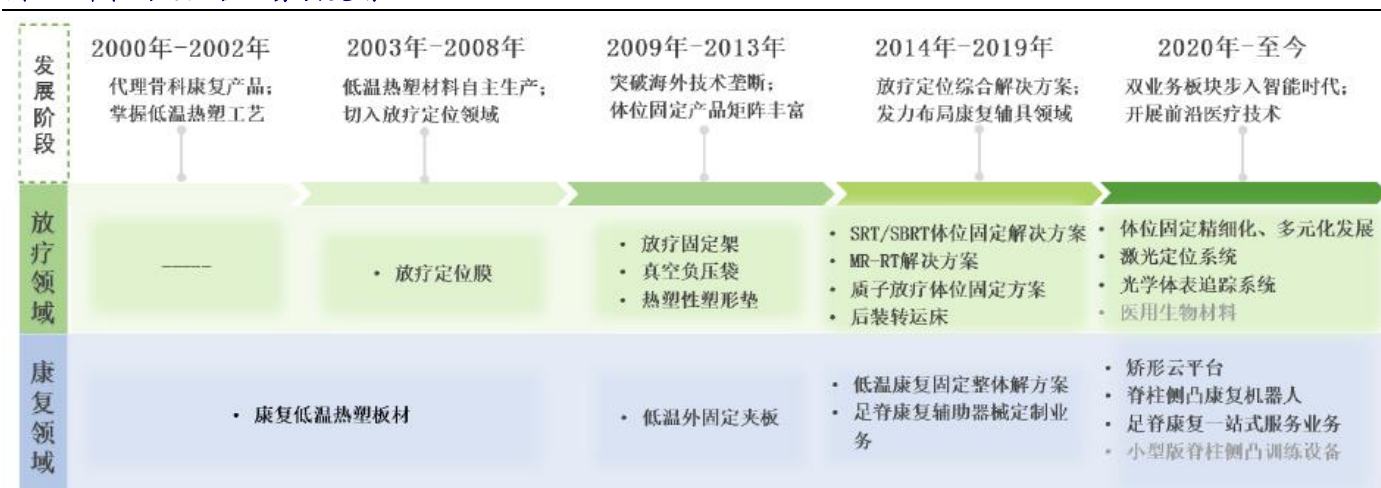 发展阶段
2000年-2002年
代理骨科康复产品；
掌握低温热塑工艺
2003年-2008年
低温热塑材料自主生产；
切入放疗定位领域
2009年-2013年
突破海外技术垄断；
体位固定产品矩阵丰富
2014年-2019年
放疗定位综合解决方案；
发力布局康复辅具领域
2020年-至今
双业务板块步入智能时代；
开展前沿医疗技术
放疗领域
-----
• 放疗定位膜
• 放疗固定架
• 真空负压袋
• 热塑性塑形垫
• SRT/SBRT体位固定解决方案
• MR-RT解决方案
• 质子放疗体位固定方案
• 后装转运床
• 体位固定精细化、多元化发展
• 激光定位系统
• 光学体表追踪系统
• 医用生物材料
康复领域
• 康复低温热塑板材
• 低温外固定夹板
• 低温康复固定整体解方案
• 足脊康复辅助器械定制业
务
• 矫形云平台
• 脊柱侧凸康复机器人
• 足脊康复一站式服务业务
• 小型版脊柱侧凸训练设备